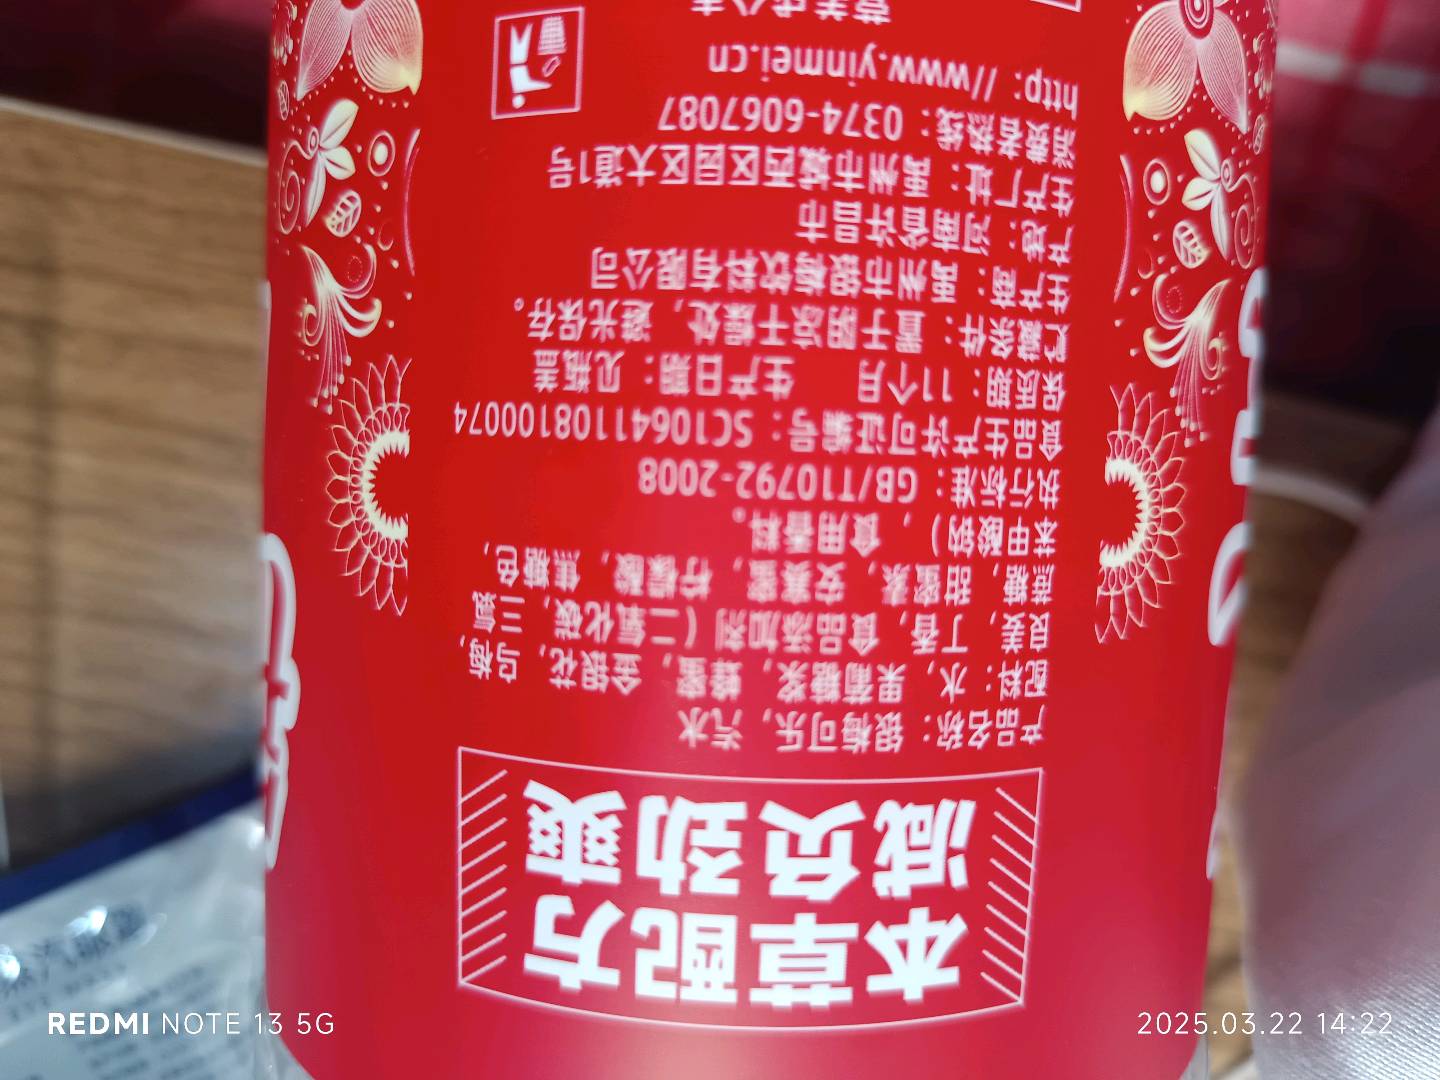 本草配方
减负劲爽
产品名称：银梅可乐，汽水
配料：水，果葡糖浆，蜂蜜，金银花，乌梅，
良姜，丁香，食品添加剂（二氧化碳，三氯
蔗糖，甜蜜素，安赛蜜，柠檬酸，焦糖色，
苯甲酸钠），食用香料。
执行标准：GB/T10792-2008
食品生产许可证编号：SC10641108100074
保质期：11个月 生产日期：见瓶盖
贮藏条件：置于阴凉干燥处，避光保存。
生产商：禹州市银梅饮料有限公司
产地：河南省许昌市
生产厂址：禹州市城西区园区大道1号
消费者热线：0374-6067087
http: //www.yinmei.cn
营养成分表
REDMI NOTE 13 5G
2025.03.22 14:22